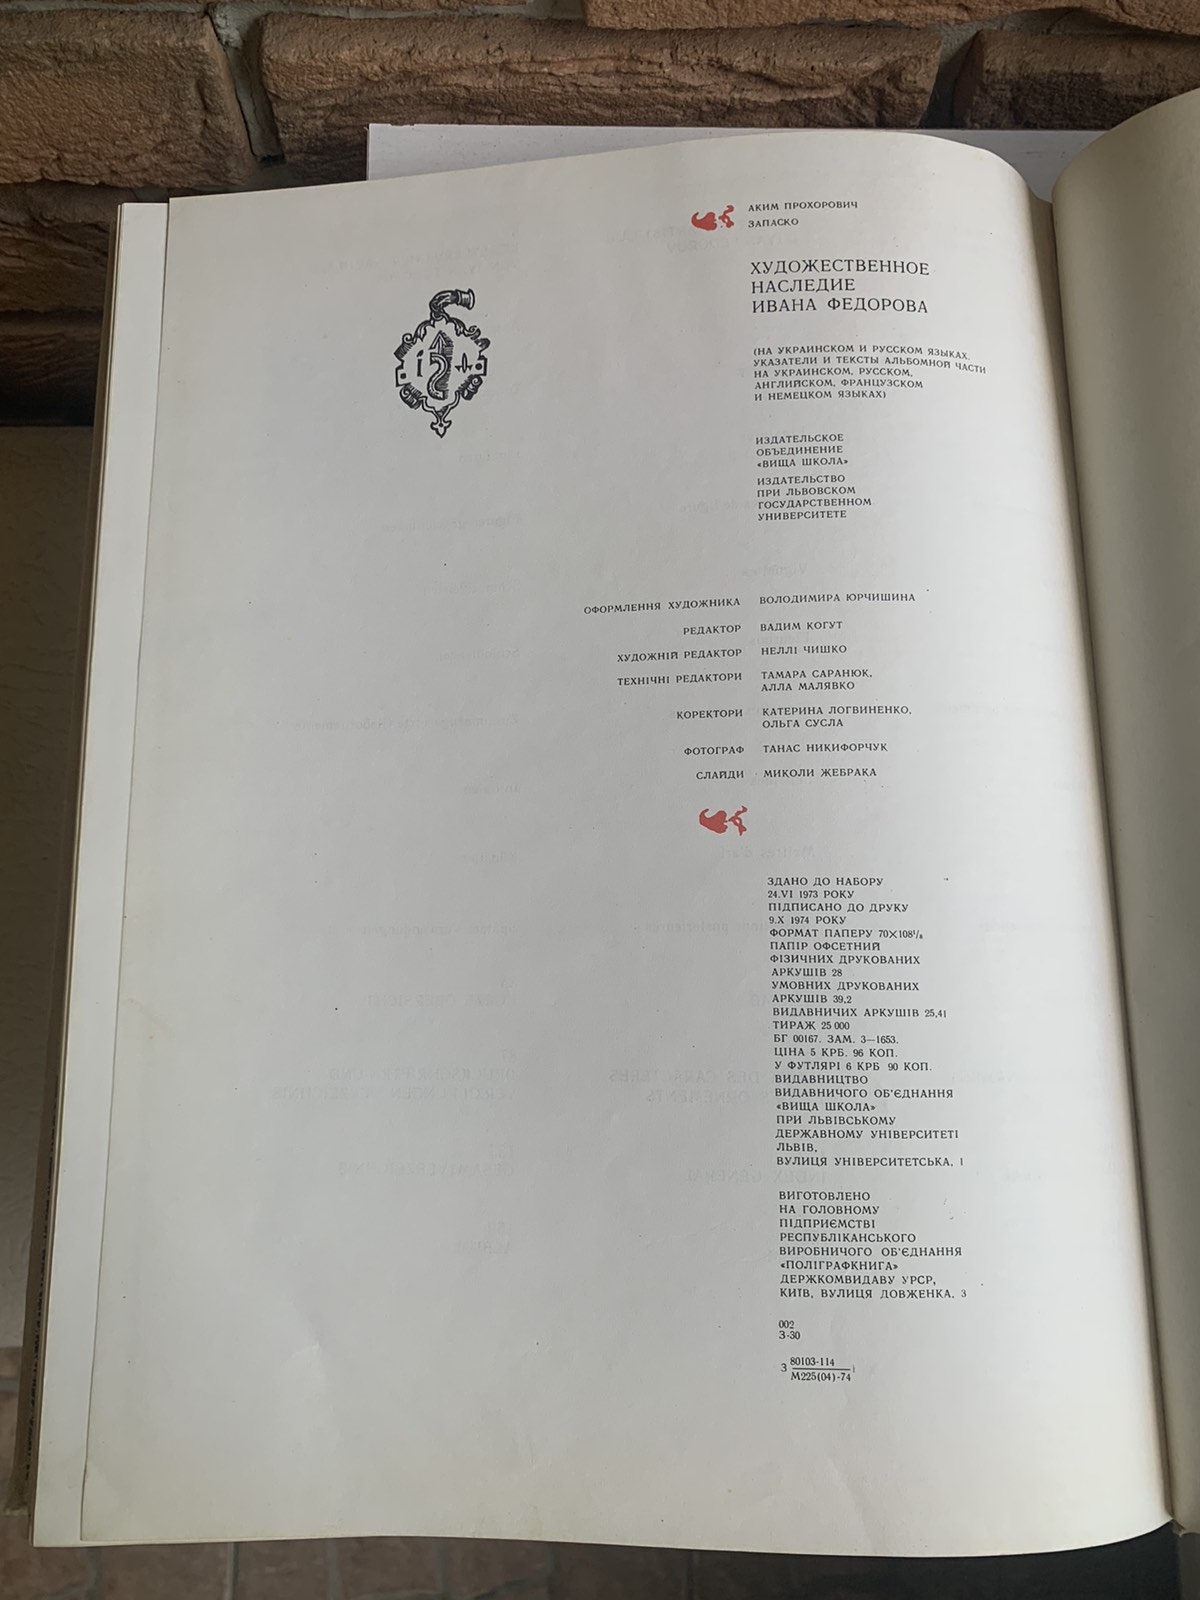 АКИМ ПРОХОРОВИЧ
ЗАПАСКО
ХУДОЖЕСТВЕННОЕ
НАСЛЕДИЕ
ИВАНА ФЕДОРОВА
(НА УКРАИНСКОМ И РУССКОМ ЯЗЫКАХ.
УКАЗАТЕЛИ И ТЕКСТЫ АЛЬБОМНОЙ ЧАСТИ
НА УКРАИНСКОМ, РУССКОМ,
АНГЛИЙСКОМ, ФРАНЦУЗСКОМ
И НЕМЕЦКОМ ЯЗЫКАХ)
ИЗДАТЕЛЬСКОЕ
ОБЪЕДИНЕНИЕ
«ВИЩА ШКОЛА»
ИЗДАТЕЛЬСТВО
ПРИ ЛЬВОВСКОМ
ГОСУДАРСТВЕННОМ
УНИВЕРСИТЕТЕ
ОФОРМЛЕННЯ ХУДОЖНИКА ВОЛОДИМИРА ЮРЧИШИНА
РЕДАКТОР ВАДИМ КОГУТ
ХУДОЖНІЙ РЕДАКТОР НЕЛЛІ ЧИШКО
ТЕХНІЧНІ РЕДАКТОРИ ТАМАРА САРАНЮК,
АЛЛА МАЛЯВКО
КОРЕКТОРИ КАТЕРИНА ЛОГВИНЕНКО,
ОЛЬГА СУСЛА
ФОТОГРАФ ТАНАС НИКИФОРЧУК
СЛАЙДИ МИКОЛИ ЖЕБРАКА
ЗДАНО ДО НАБОРУ
24.VI 1973 РОКУ
ПІДПИСАНО ДО ДРУКУ
9.X 1974 РОКУ
ФОРМАТ ПАПЕРУ 70×108¹/₈
ПАПІР ОФСЕТНИЙ
ФІЗИЧНИХ ДРУКОВАНИХ
АРКУШІВ 28
УМОВНИХ ДРУКОВАНИХ
АРКУШІВ 39,2
ВИДАВНИЧИХ АРКУШІВ 25,41
ТИРАЖ 25 000
БГ 00167. ЗАМ. 3—1653.
ЦІНА 5 КРБ. 96 КОП.
У ФУТЛЯРІ 6 КРБ 90 КОП.
ВИДАВНИЦТВО
ВИДАВНИЧОГО ОБ'ЄДНАННЯ
«ВИЩА ШКОЛА»
ПРИ ЛЬВІВСЬКОМУ
ДЕРЖАВНОМУ УНІВЕРСИТЕТІ
ЛЬВІВ,
ВУЛИЦЯ УНІВЕРСИТЕТСЬКА, 1
ВИГОТОВЛЕНО
НА ГОЛОВНОМУ
ПІДПРИЄМСТВІ
РЕСПУБЛІКАНСЬКОГО
ВИРОБНИЧОГО ОБ'ЄДНАННЯ
«ПОЛІГРАФКНИГА»
ДЕРЖКОМВИДАВУ УРСР,
КИЇВ, ВУЛИЦЯ ДОВЖЕНКА, 3
002
З-30
З 80103-114
М225(04)-74